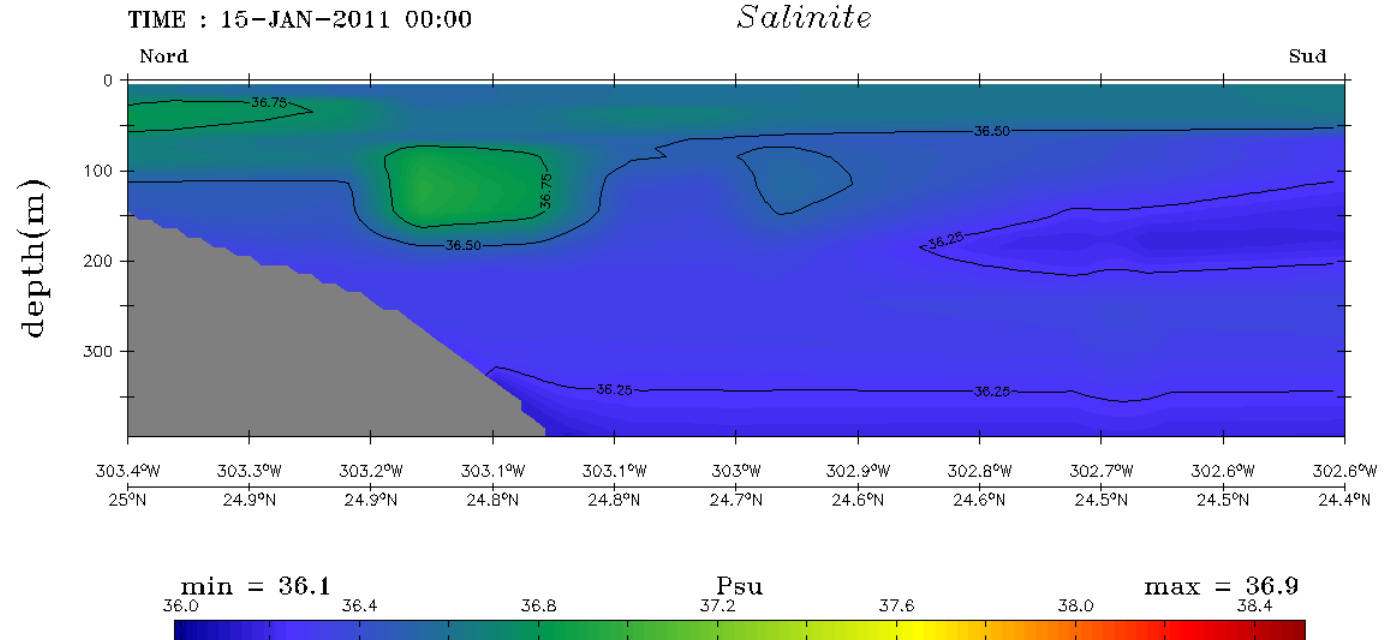 TIME : 15-JAN-2011 00:00
Salinite
Nord
Sud
0
100
200
300
depth(m)
36.75
36.50
36.75
36.50
36.25
36.25
36.25
303.4°W 303.3°W 303.2°W 303.1°W 303.1°W 303°W 302.9°W 302.8°W 302.7°W 302.6°W 302.6°W
25°N 24.9°N 24.9°N 24.8°N 24.8°N 24.7°N 24.6°N 24.6°N 24.5°N 24.5°N 24.4°N
min = 36.1 Psu max = 36.9
36.0 36.4 36.8 37.2 37.6 38.0 38.4